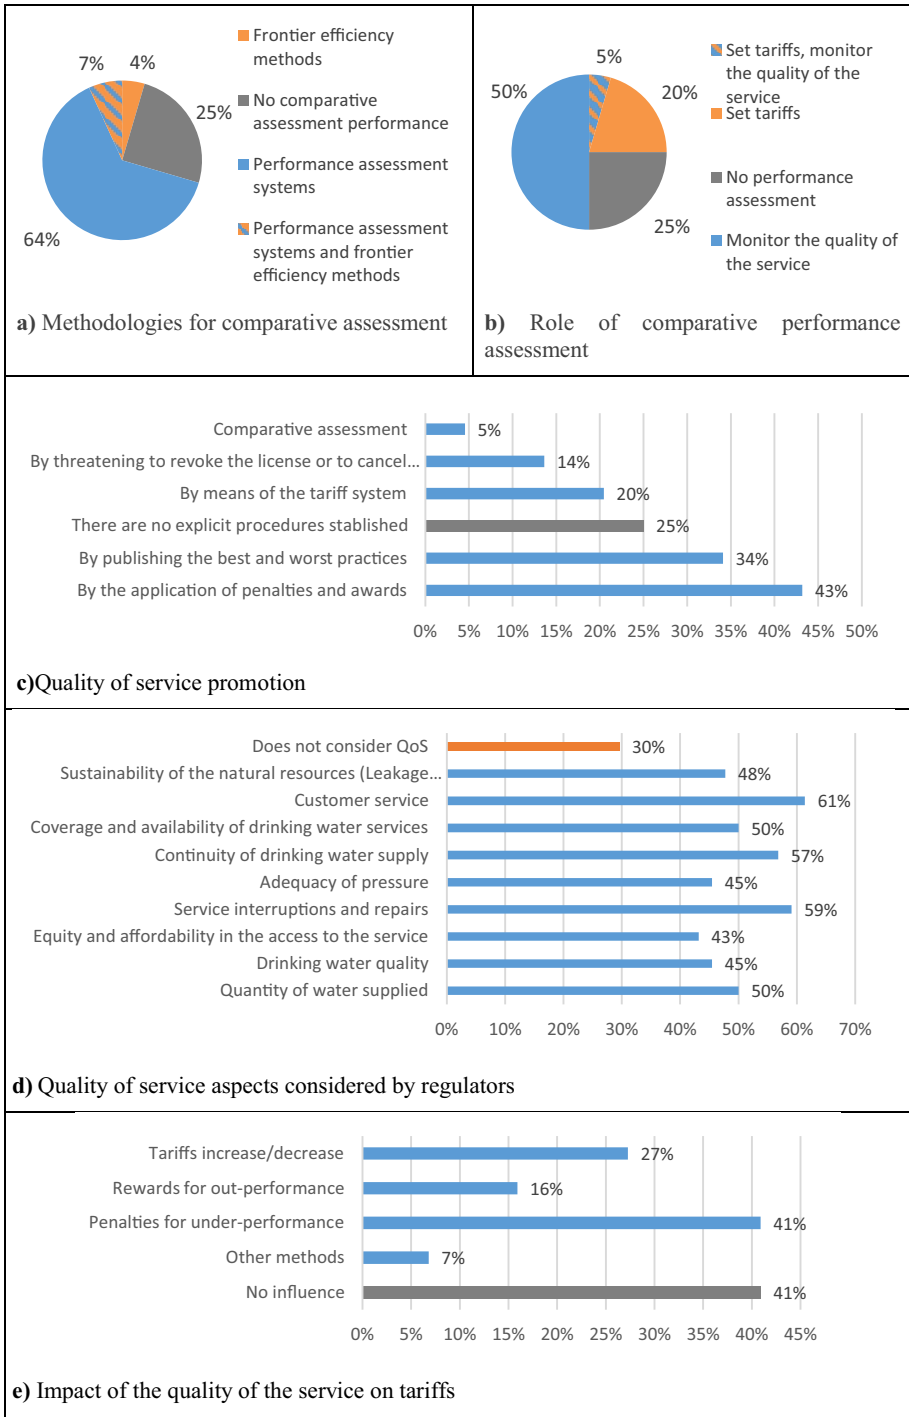 7%
4%
25%
64%
Frontier efficiency
methods
No comparative
assessment performance
Performance assessment
systems
Performance assessment
systems and frontier
efficiency methods
a) Methodologies for comparative assessment
5%
50%
20%
25%
Set tariffs, monitor
the quality of the
service
Set tariffs
No performance
assessment
Monitor the quality of
the service
b) Role of comparative performance
assessment
Comparative assessment 5%
By threatening to revoke the license or to cancel... 14%
By means of the tariff system 20%
There are no explicit procedures stablished 25%
By publishing the best and worst practices 34%
By the application of penalties and awards 43%
0% 5% 10% 15% 20% 25% 30% 35% 40% 45% 50%
c)Quality of service promotion
Does not consider QoS 30%
Sustainability of the natural resources (Leakage... 48%
Customer service 61%
Coverage and availability of drinking water services 50%
Continuity of drinking water supply 57%
Adequacy of pressure 45%
Service interruptions and repairs 59%
Equity and affordability in the access to the service 43%
Drinking water quality 45%
Quantity of water supplied 50%
0% 10% 20% 30% 40% 50% 60% 70%
d) Quality of service aspects considered by regulators
Tariffs increase/decrease 27%
Rewards for out-performance 16%
Penalties for under-performance 41%
Other methods 7%
No influence 41%
0% 5% 10% 15% 20% 25% 30% 35% 40% 45%
e) Impact of the quality of the service on tariffs